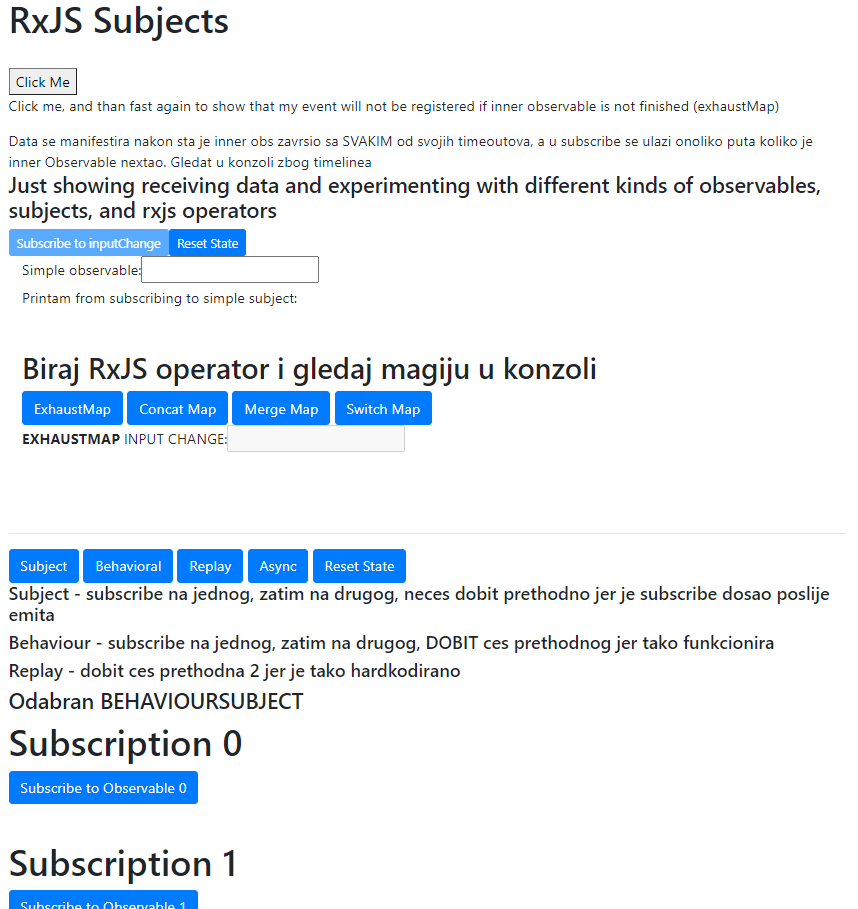 RxJS Subjects
Click Me
Click me, and than fast again to show that my event will not be registered if inner observable is not finished (exhaustMap)
Data se manifestira nakon sta je inner obs zavrsio sa SVAKIM od svojih timeoutova, a u subscribe se ulazi onoliko puta koliko je
inner Observable nextao. Gledat u konzoli zbog timelinea
Just showing receiving data and experimenting with different kinds of observables,
subjects, and rxjs operators
Subscribe to inputChange Reset State
Simple observable:
Printam from subscribing to simple subject:
Biraj RxJS operator i gledaj magiju u konzoli
ExhaustMap Concat Map Merge Map Switch Map
EXHAUSTMAP INPUT CHANGE:
Subject Behavioral Replay Async Reset State
Subject - subscribe na jednog, zatim na drugog, neces dobit prethodno jer je subscribe dosao poslije
emita
Behaviour - subscribe na jednog, zatim na drugog, DOBIT ces prethodnog jer tako funkcionira
Replay - dobit ces prethodna 2 jer je tako hardkodirano
Odabran BEHAVIOURSUBJECT
Subscription 0
Subscribe to Observable 0
Subscription 1
Subscribe to Observable 1